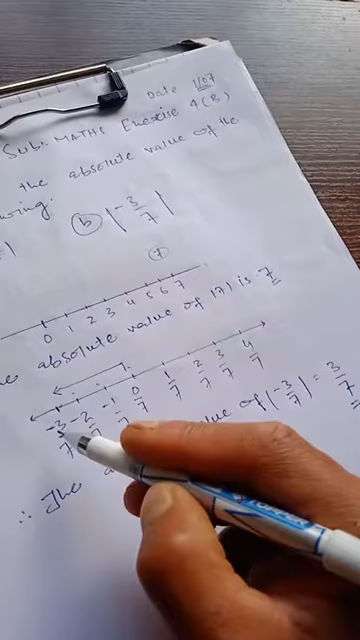 Date 1/07
Sub: MATHS Exercise 4(B)
the absolute value of the
(b) |-3/7|
7
0 1 2 3 4 5 6 7
absolute value of |7| is 7
-3/7 -2/7 -1/7 0/7 1/7 2/7 3/7 4/7
∴ The value of |-3/7| = 3/7